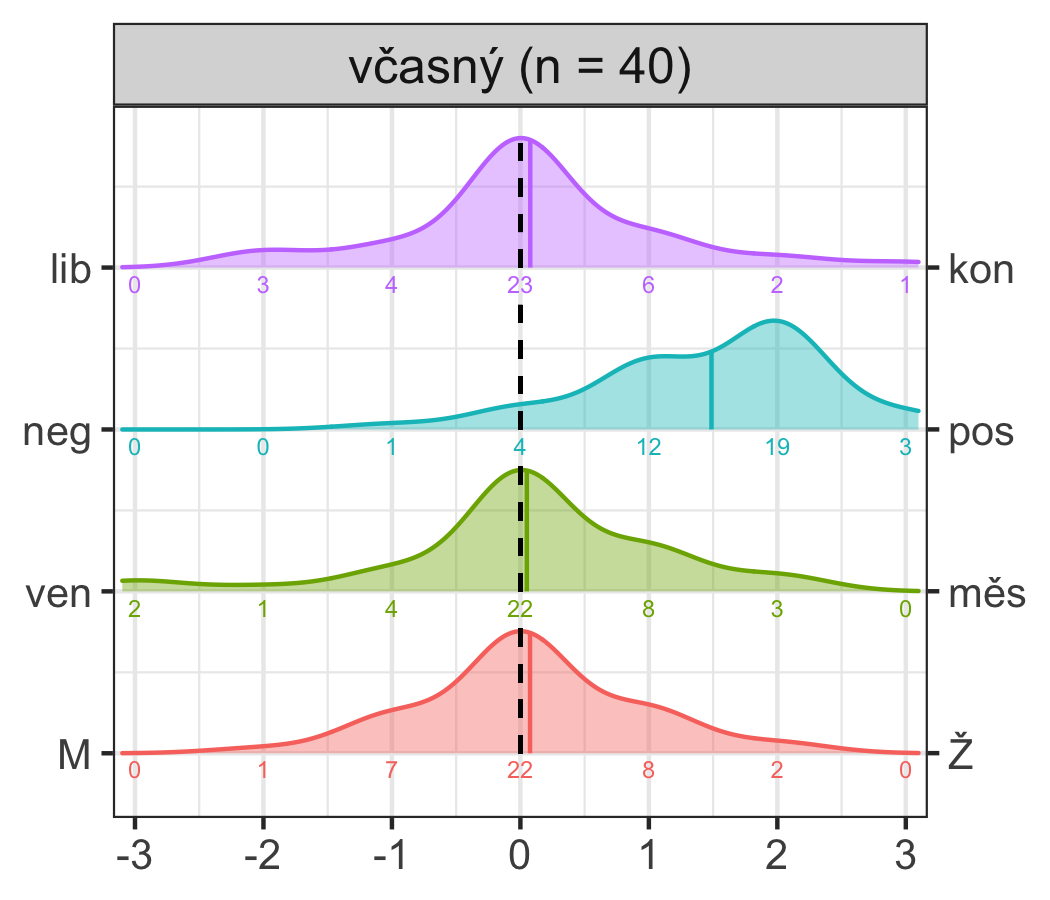 včasný (n = 40)
lib kon
0 3 4 23 6 2 1
neg pos
0 0 1 4 12 19 3
ven měs
2 1 4 22 8 3 0
M Ž
0 1 7 22 8 2 0
-3 -2 -1 0 1 2 3